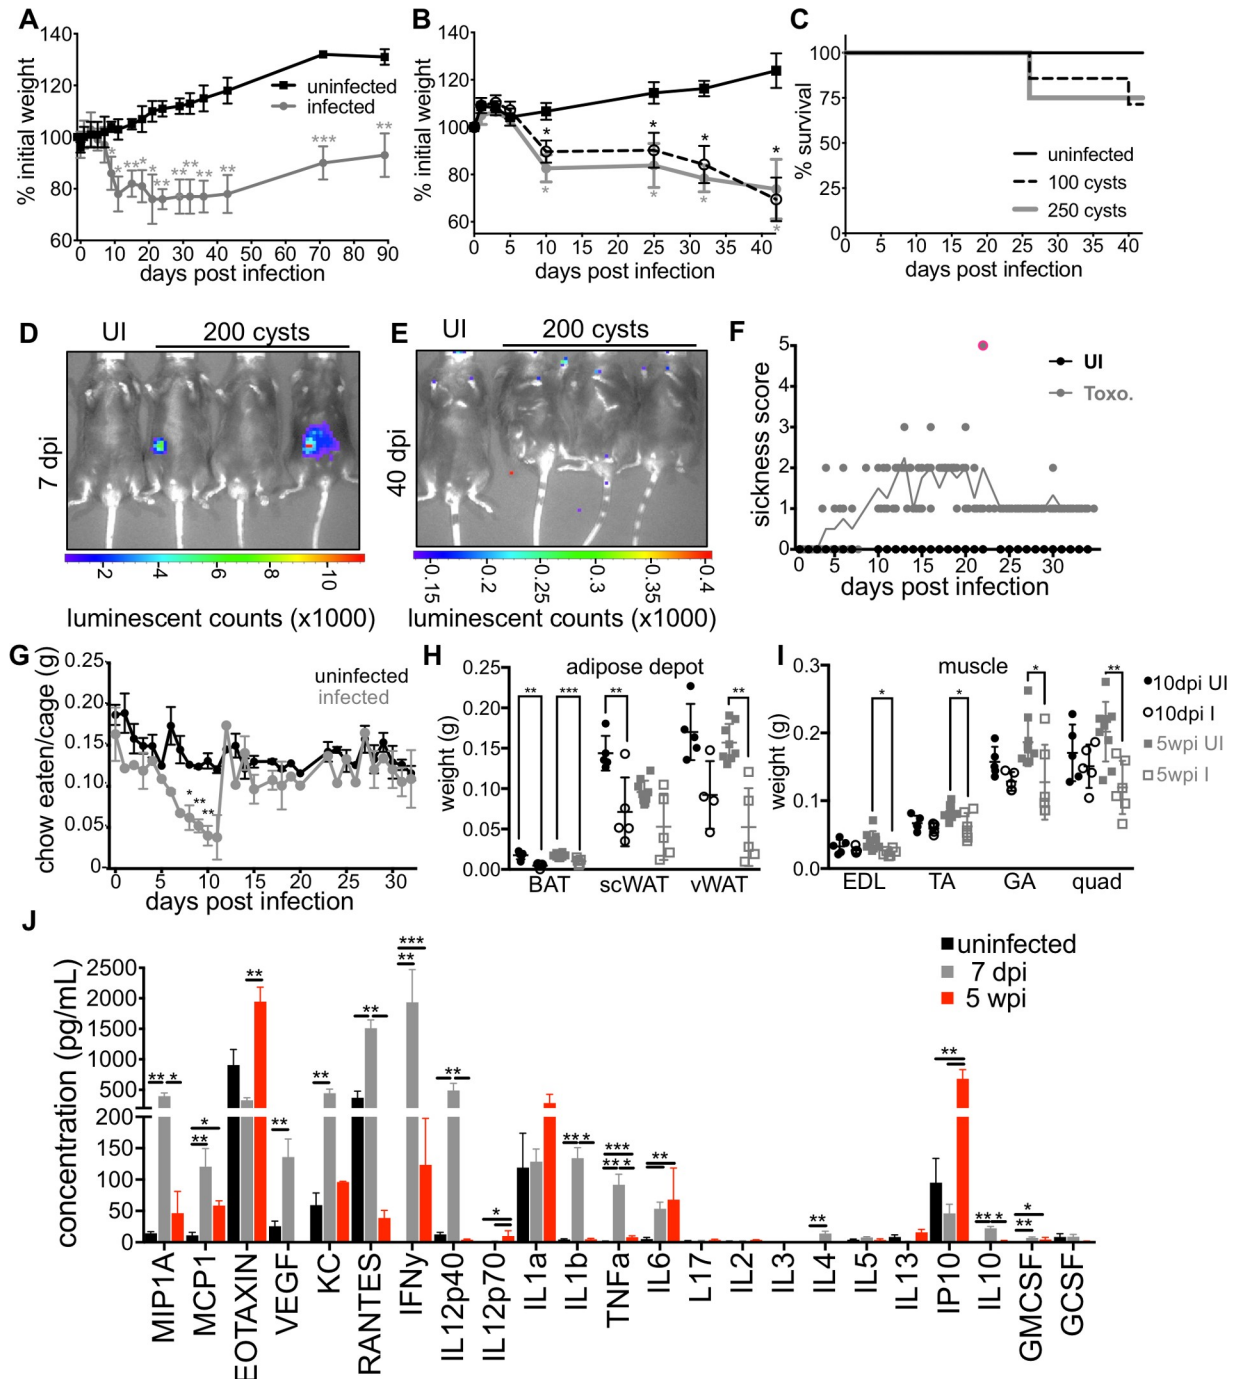 A
% initial weight
140
120
100
80
60
0 10 20 30 40 50 60 70 80 90
days post infection
uninfected
infected
* * ** * * ** ** ** ** ** *** **
B
% initial weight
140
120
100
80
60
0 5 10 15 20 25 30 35 40
days post infection
* * * *
* * * *
C
% survival
100
75
50
25
0
0 5 10 15 20 25 30 35 40
days post infection
uninfected
100 cysts
250 cysts
D
UI 200 cysts
7 dpi
2 4 6 8 10
luminescent counts (x1000)
E
UI 200 cysts
40 dpi
0.15 0.2 0.25 0.3 0.35 0.4
luminescent counts (x1000)
F
sickness score
5
4
3
2
1
0
0 5 10 15 20 25 30
days post infection
UI
Toxo.
G
chow eaten/cage (g)
0.25
0.20
0.15
0.10
0.05
0
0 5 10 15 20 25 30
days post infection
uninfected
infected
* ** **
H
adipose depot
weight (g)
0.25
0.20
0.15
0.10
0.05
0.00
BAT scWAT vWAT
** *** ** **
I
muscle
weight (g)
0.3
0.2
0.1
0.0
EDL TA GA quad
* * * **
10dpi UI
10dpi I
5wpi UI
5wpi I
J
concentration (pg/mL)
2500
2000
1500
1000
500
200
150
100
50
0
uninfected
7 dpi
5 wpi
** *
*
**
**
**
**
**
***
**
**
*
** *
***
** *
**
**
**
** *
*
**
MIP1A
MCP1
EOTAXIN
VEGF
KC
RANTES
IFNy
IL12p40
IL12p70
IL1a
IL1b
TNFa
IL6
L17
IL2
IL3
IL4
IL5
IL13
IP10
IL10
GMCSF
GCSF